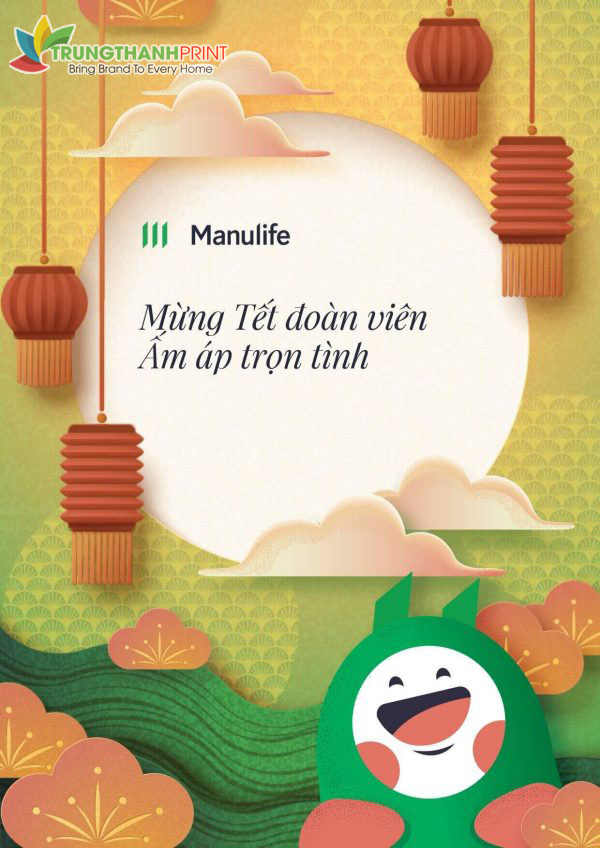 TRUNGTHANHPRINT
Bring Brand To Every Home
Manulife
Mừng Tết đoàn viên
Ấm áp trọn tình